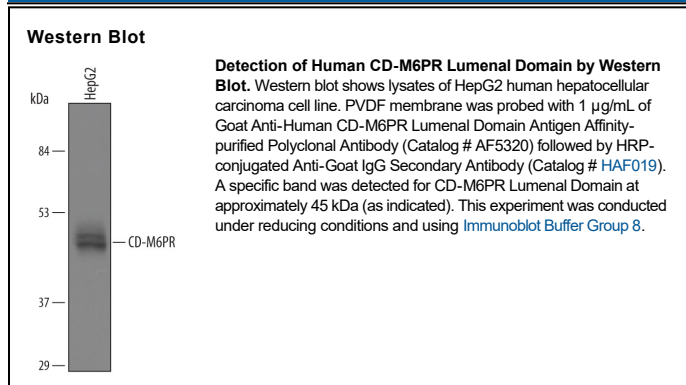 Western Blot
HepG2
kDa
84
53
CD-M6PR
37
29
Detection of Human CD-M6PR Lumenal Domain by Western
Blot. Western blot shows lysates of HepG2 human hepatocellular
carcinoma cell line. PVDF membrane was probed with 1 µg/mL of
Goat Anti-Human CD-M6PR Lumenal Domain Antigen Affinity-
purified Polyclonal Antibody (Catalog # AF5320) followed by HRP-
conjugated Anti-Goat IgG Secondary Antibody (Catalog # HAF019).
A specific band was detected for CD-M6PR Lumenal Domain at
approximately 45 kDa (as indicated). This experiment was conducted
under reducing conditions and using Immunoblot Buffer Group 8.